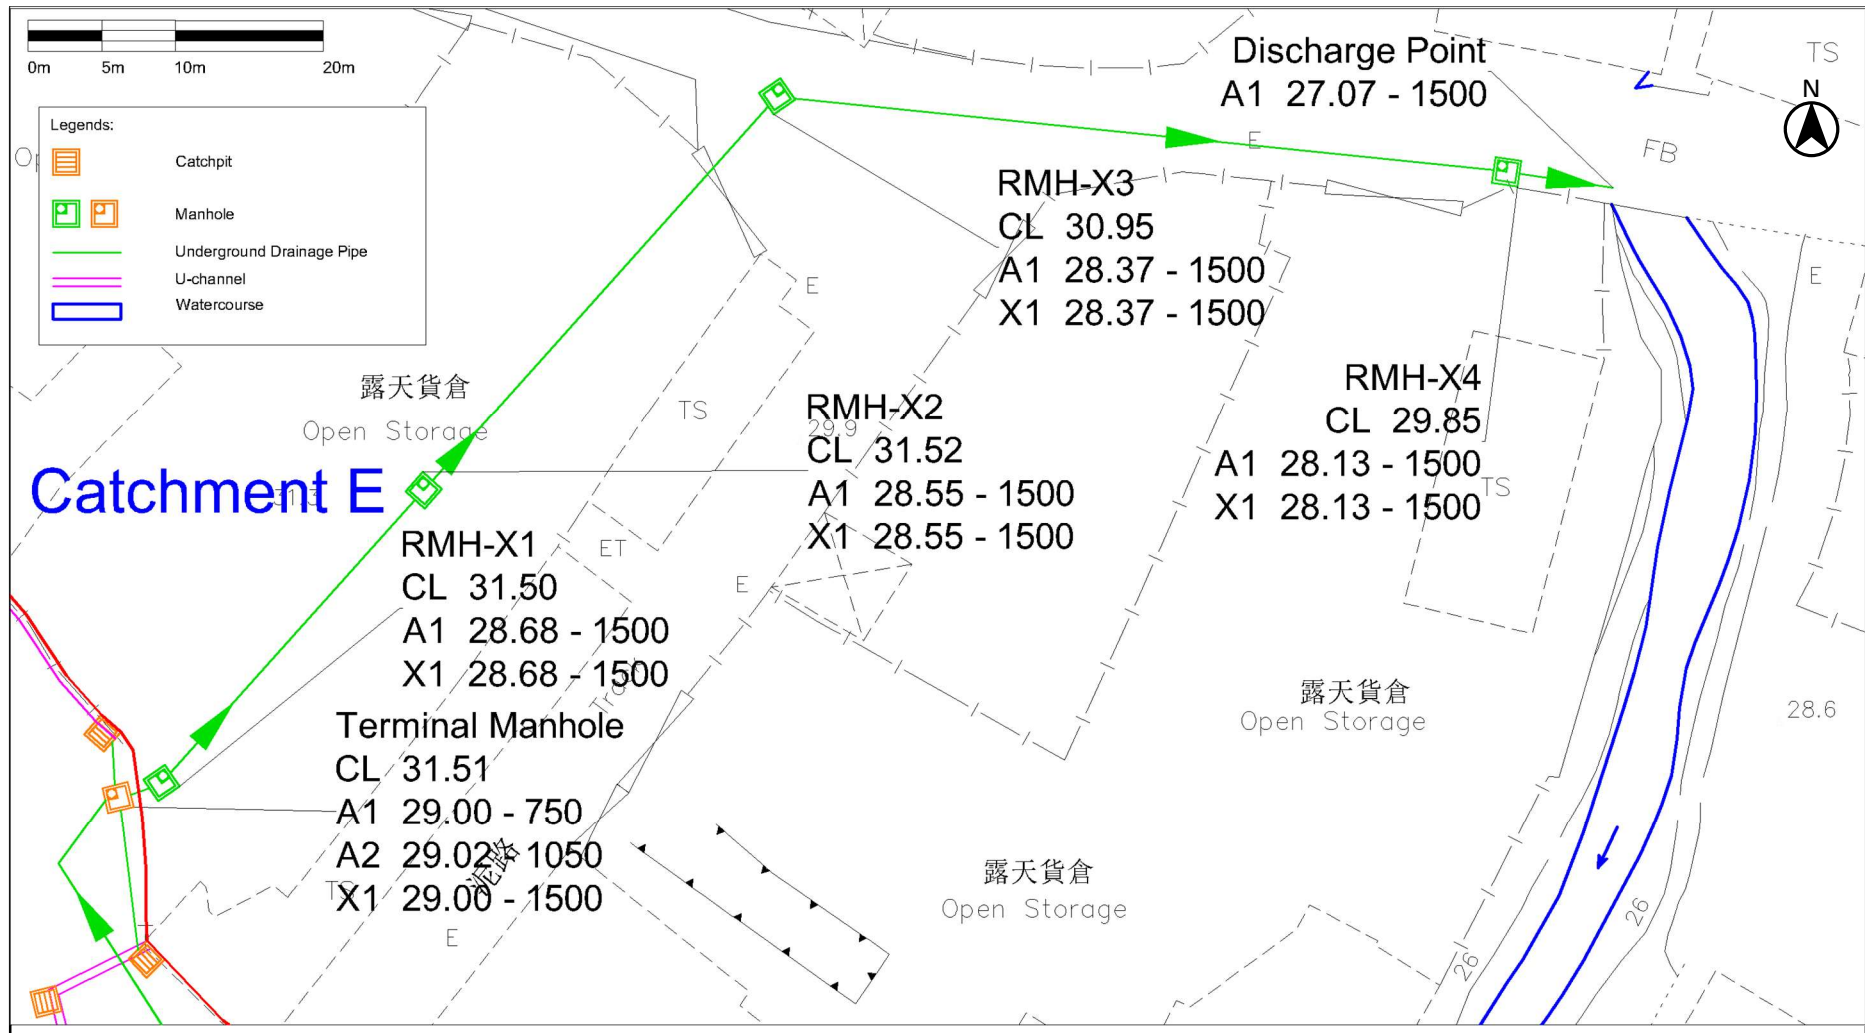 0m 5m 10m 20m
Legends:
Catchpit
Manhole
Underground Drainage Pipe
U-channel
Watercourse
Discharge Point
A1 27.07 - 1500
TS
N
FB
E
RMH-X3
CL 30.95
A1 28.37 - 1500
X1 28.37 - 1500
E
E
露天貨倉
Open Storage
TS
RMH-X2
29.9
CL 31.52
A1 28.55 - 1500
X1 28.55 - 1500
RMH-X4
CL 29.85
A1 28.13 - 1500
X1 28.13 - 1500
TS
Catchment E
31.3
RMH-X1
CL 31.50
A1 28.68 - 1500
X1 28.68 - 1500
ET
E
Track
Terminal Manhole
CL 31.51
A1 29.00 - 750
A2 29.02 - 1050
X1 29.00 - 1500
泥路
TS
E
露天貨倉
Open Storage
28.6
露天貨倉
Open Storage
26
26